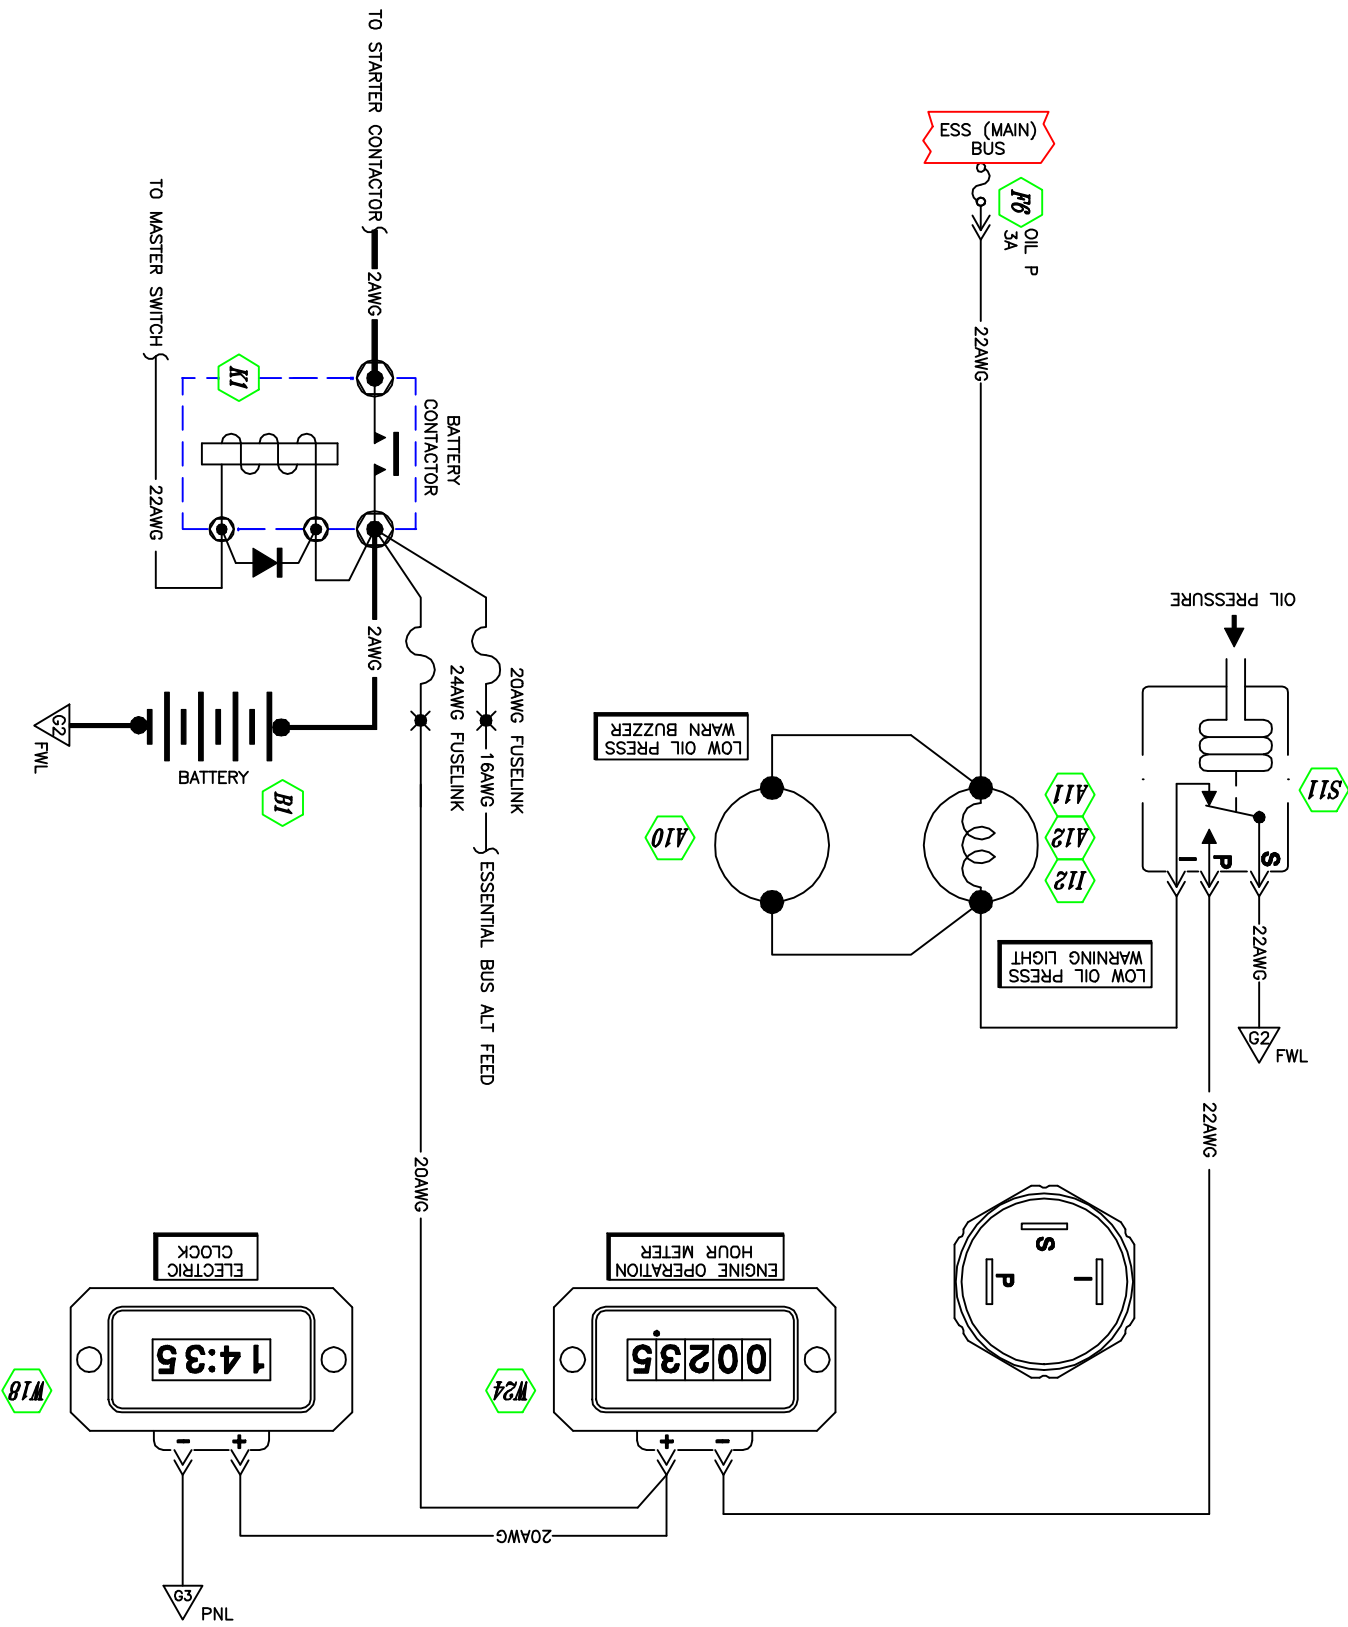 TO STARTER CONTACTOR
2AWG
TO MASTER SWITCH
22AWG
K1
BATTERY
CONTACTOR
2AWG
24AWG FUSELINK
20AWG FUSELINK
16AWG
ESSENTIAL BUS ALT FEED
BATTERY
B1
G2
FWL
ESS (MAIN)
BUS
F6
OIL P
3A
22AWG
OIL PRESSURE
S11
I
P
S
22AWG
G2
FWL
22AWG
LOW OIL PRESS
WARN BUZZER
A10
A11
A12
I12
LOW OIL PRESS
WARNING LIGHT
20AWG
ELECTRIC
CLOCK
14:35
W18
-
+
G3
PNL
20AWG
ENGINE OPERATION
HOUR METER
00235
W24
+
-
S
P
I